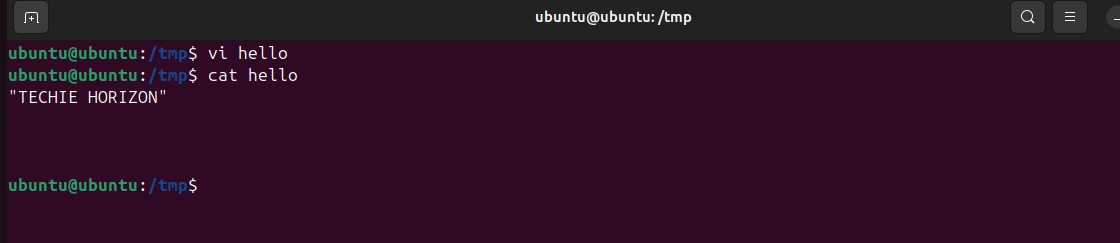 ubuntu@ubuntu: /tmp
ubuntu@ubuntu:/tmp$ vi hello
ubuntu@ubuntu:/tmp$ cat hello
"TECHIE HORIZON"
ubuntu@ubuntu:/tmp$